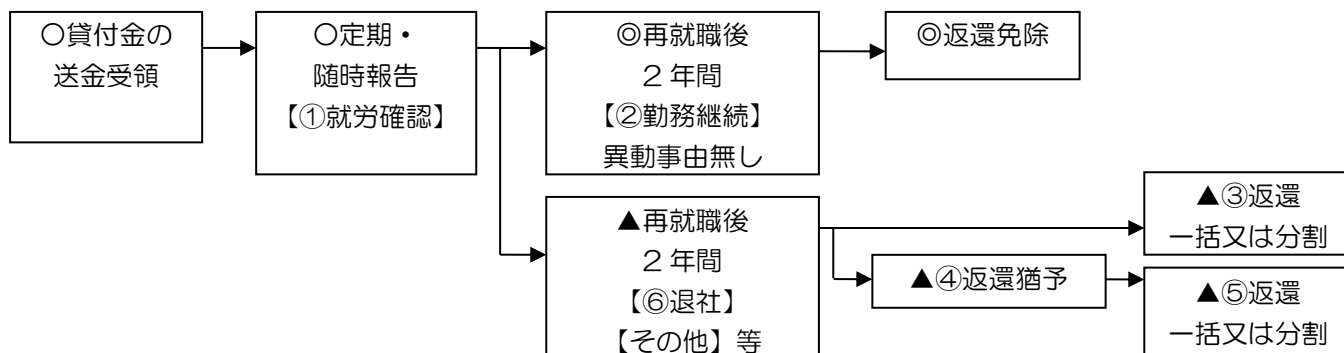 〇貸付金の
送金受領
〇定期・
随時報告
【①就労確認】
◎再就職後
２年間
【②勤務継続】
異動事由無し
◎返還免除
▲再就職後
２年間
【⑥退社】
【その他】等
▲③返還
一括又は分割
▲④返還猶予
▲⑤返還
一括又は分割